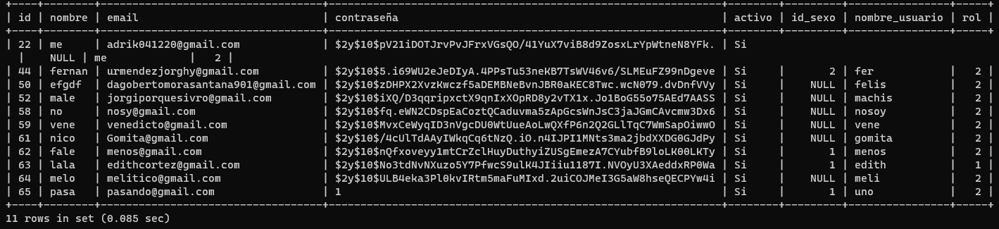 +----+--------+----------------------------------+--------------------------------------------------------------+--------+---------+----------------+-----+
| id | nombre | email | contraseña | activo | id_sexo | nombre_usuario | rol |
+----+--------+----------------------------------+--------------------------------------------------------------+--------+---------+----------------+-----+
| 22 | me | adrik041220@gmail.com | $2y$10$pV21iDOTJrvPvJFrxVGsQO/41YuX7viB8d9ZosxLrYpWtneN8YFk. | Si
| NULL | me | 2 |
| 44 | fernan | urmendezjorghy@gmail.com | $2y$10$5.i69WU2eJeDIyA.4PPsTu53neKB7TsWV46v6/SLMEuFZ99nDgeve | Si | 2 | fer | 2 |
| 50 | efgdf | dagobertomorasantana901@gmail.com | $2y$10$zDHPX2XvzKwczf5aDEMBNeBvnJBR0aKEC8Twc.wcN079.dvDnfVVy | Si | NULL | felis | 2 |
| 52 | male | jorgiporquesivro@gmail.com | $2y$10$iXQ/D3qqripxctX9qnIxXOpRD8y2vTX1x.Jo1BoG55o75AEd7AASS | Si | NULL | machis | 2 |
| 58 | no | nosy@gmail.com | $2y$10$fq.eWN2CDspEaCoztQCaduvma5zApGcsWnJsC3jaJGmCAvcmw3Dx6 | Si | NULL | nosoy | 2 |
| 59 | vene | venedicto@gmail.com | $2y$10$MvxCeWyqID3nVgcDU0WtUueAoLwQXfP6n2Q2GLlTqC7WmSapOiwwO | Si | NULL | vene | 2 |
| 61 | nico | Gomita@gmail.com | $2y$10$/4cUlTdAAyIWkqCq6tNzQ.iO.n4IJPI1MNts3ma2jbdXXDG0GJdPy | Si | NULL | gomita | 2 |
| 62 | fale | menos@gmail.com | $2y$10$nQfxoveyy1mtCrZclHuyDuthyiZUSgEmezA7CYubfB9loLK00LKTy | Si | 1 | menos | 2 |
| 63 | lala | edithcortez@gmail.com | $2y$10$No3tdNvNXuzo5Y7PfwcS9ulK4JIiiu1187I.NVOyU3XAeddxRP0Wa | Si | 1 | edith | 1 |
| 64 | melo | melitico@gmail.com | $2y$10$ULB4eka3Pl0kvIRtm5maFuMIxd.2uiCOJMeI3G5aW8hseQECPYw4i | Si | NULL | meli | 2 |
| 65 | pasa | pasando@gmail.com | 1 | Si | 1 | uno | 2 |
+----+--------+----------------------------------+--------------------------------------------------------------+--------+---------+----------------+-----+
11 rows in set (0.085 sec)